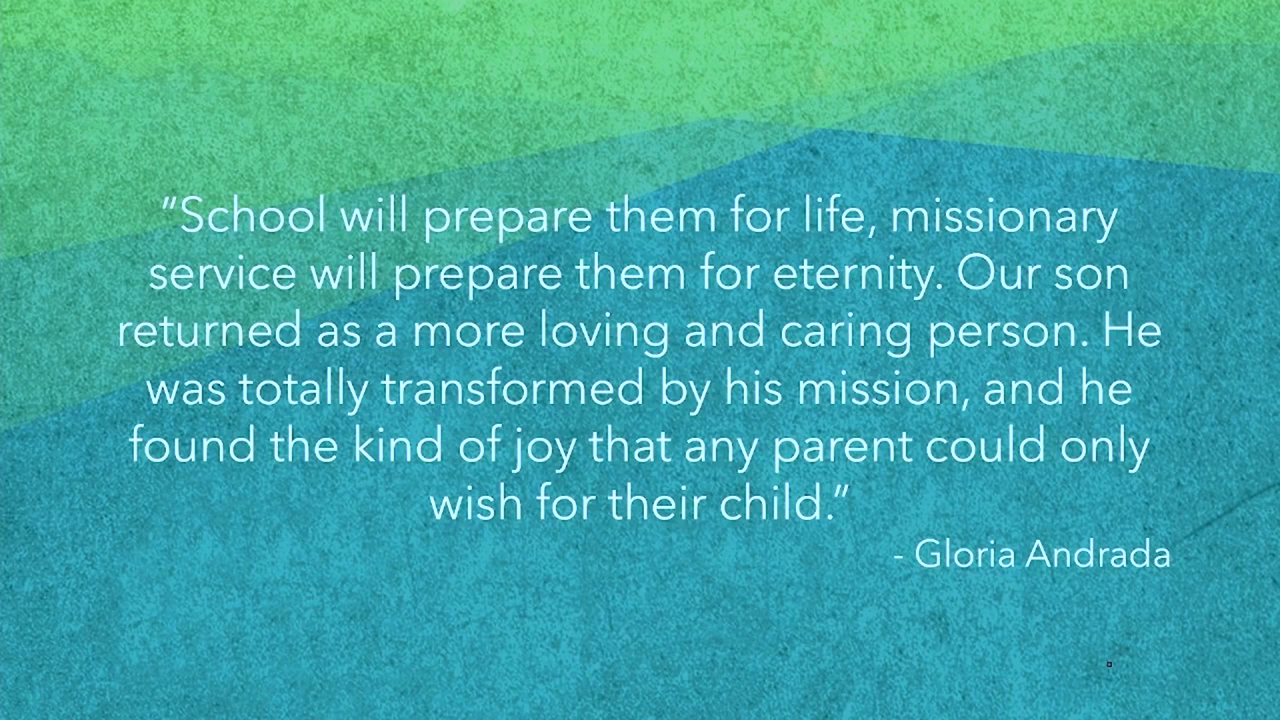 “School will prepare them for life, missionary
service will prepare them for eternity. Our son
returned as a more loving and caring person. He
was totally transformed by his mission, and he
found the kind of joy that any parent could only
wish for their child.”
- Gloria Andrada